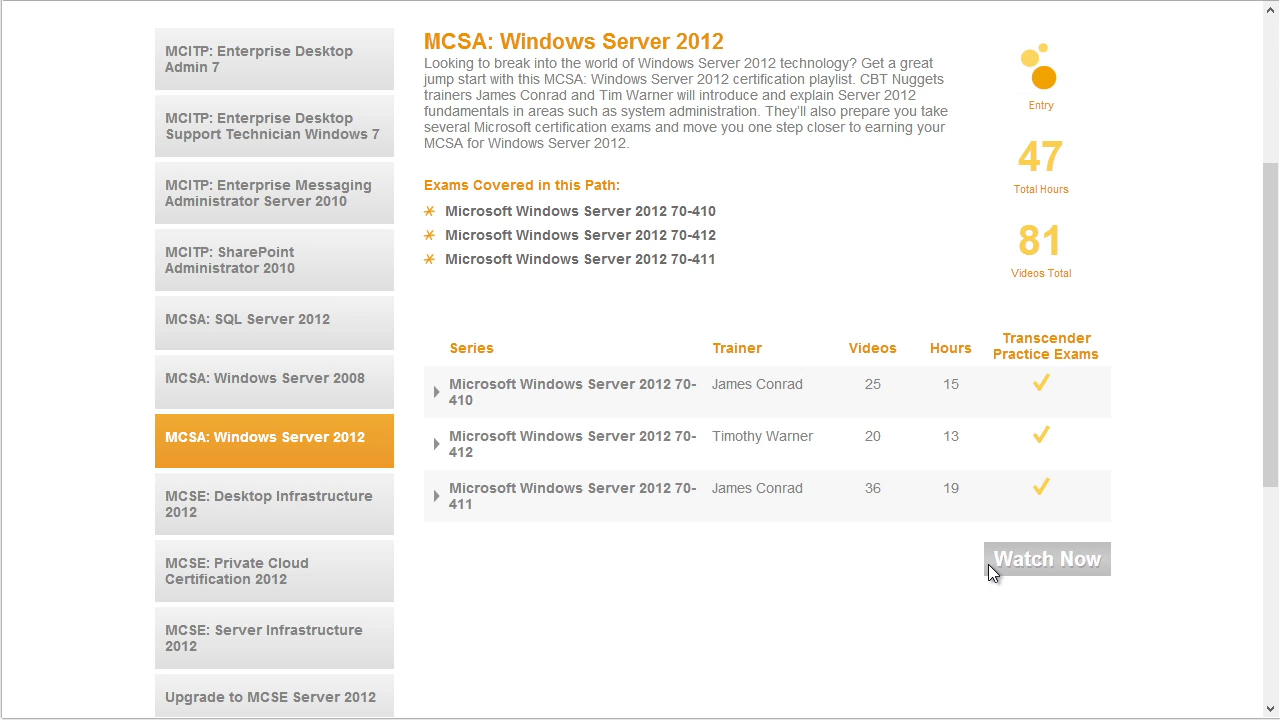 MCITP: Enterprise Desktop
Admin 7
MCITP: Enterprise Desktop
Support Technician Windows 7
MCITP: Enterprise Messaging
Administrator Server 2010
MCITP: SharePoint
Administrator 2010
MCSA: SQL Server 2012
MCSA: Windows Server 2008
MCSA: Windows Server 2012
MCSE: Desktop Infrastructure
2012
MCSE: Private Cloud
Certification 2012
MCSE: Server Infrastructure
2012
Upgrade to MCSE Server 2012
MCSA: Windows Server 2012
Looking to break into the world of Windows Server 2012 technology? Get a great
jump start with this MCSA: Windows Server 2012 certification playlist. CBT Nuggets
trainers James Conrad and Tim Warner will introduce and explain Server 2012
fundamentals in areas such as system administration. They'll also prepare you take
several Microsoft certification exams and move you one step closer to earning your
MCSA for Windows Server 2012.
Exams Covered in this Path:
Microsoft Windows Server 2012 70-410
Microsoft Windows Server 2012 70-412
Microsoft Windows Server 2012 70-411
Entry
47
Total Hours
81
Videos Total
Series Trainer Videos Hours Transcender
Practice Exams
Microsoft Windows Server 2012 70- James Conrad 25 15
410
Microsoft Windows Server 2012 70- Timothy Warner 20 13
412
Microsoft Windows Server 2012 70- James Conrad 36 19
411
Watch Now